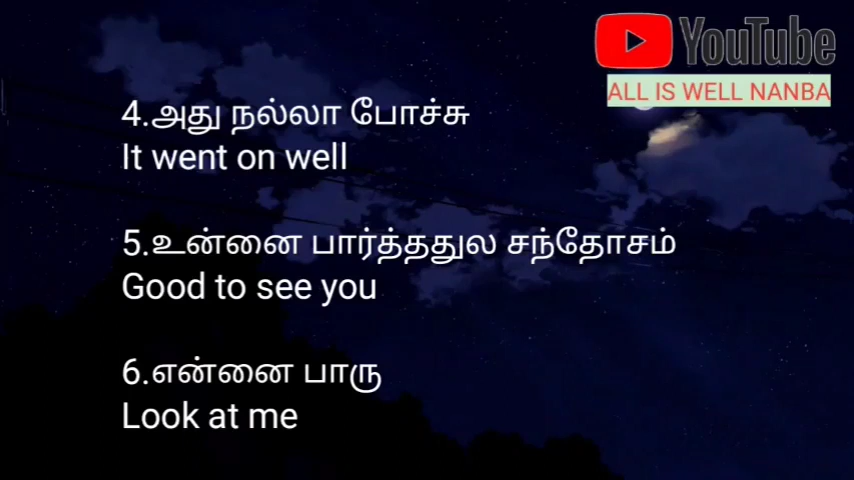 YouTube
ALL IS WELL NANBA
4.அது நல்லா போச்சு
It went on well
5.உன்னை பார்த்ததுல சந்தோசம்
Good to see you
6.என்னை பாரு
Look at me